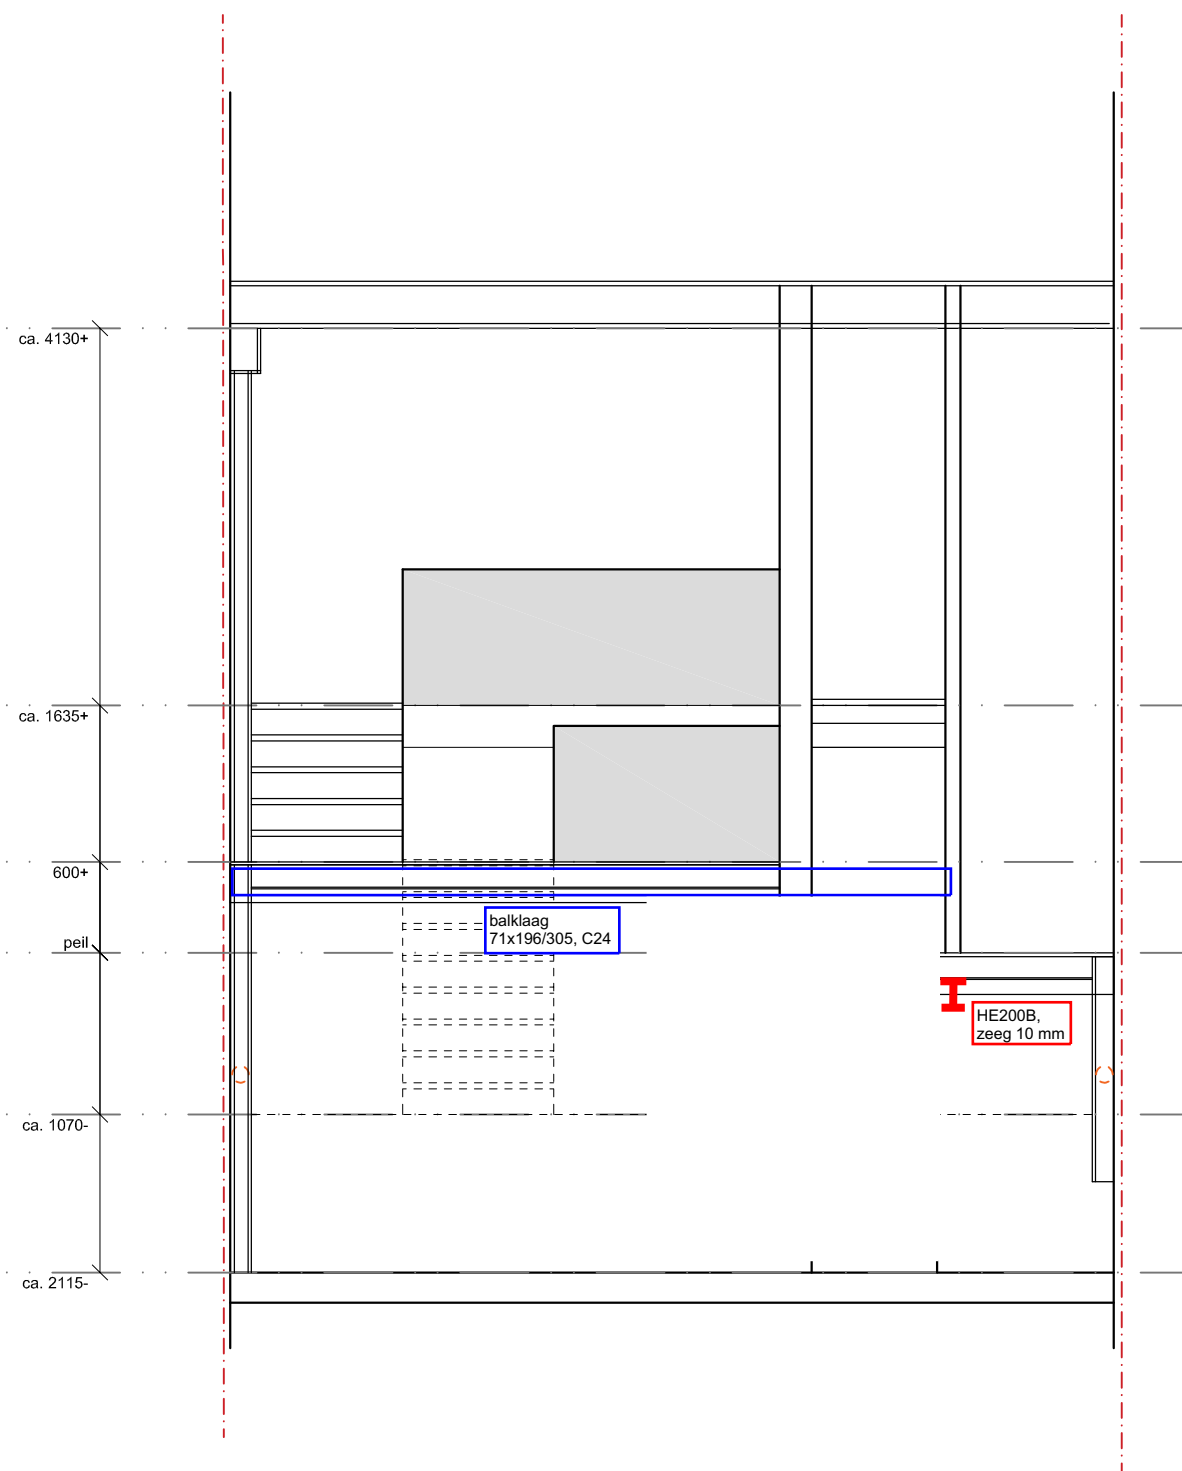 ca. 4130+
ca. 1635+
600+
balklaag
71x196/305, C24
peil
HE200B,
zeeg 10 mm
ca. 1070-
ca. 2115-